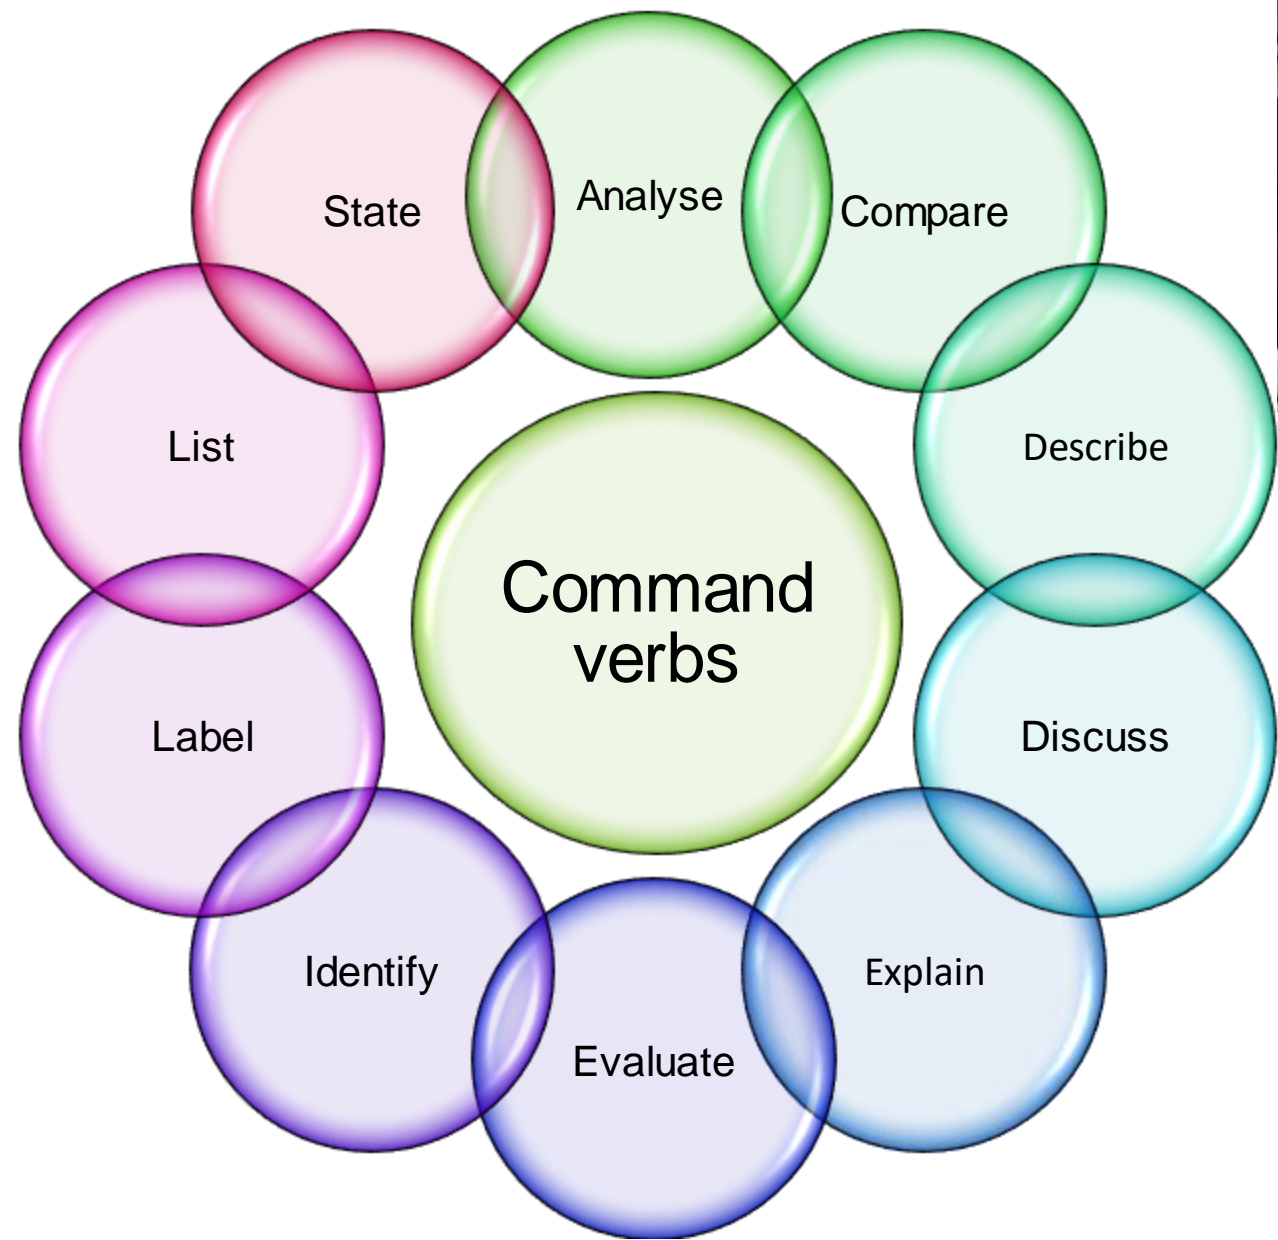 Analyse
Compare
Describe
Discuss
Explain
Evaluate
Identify
Label
List
State
Command
verbs